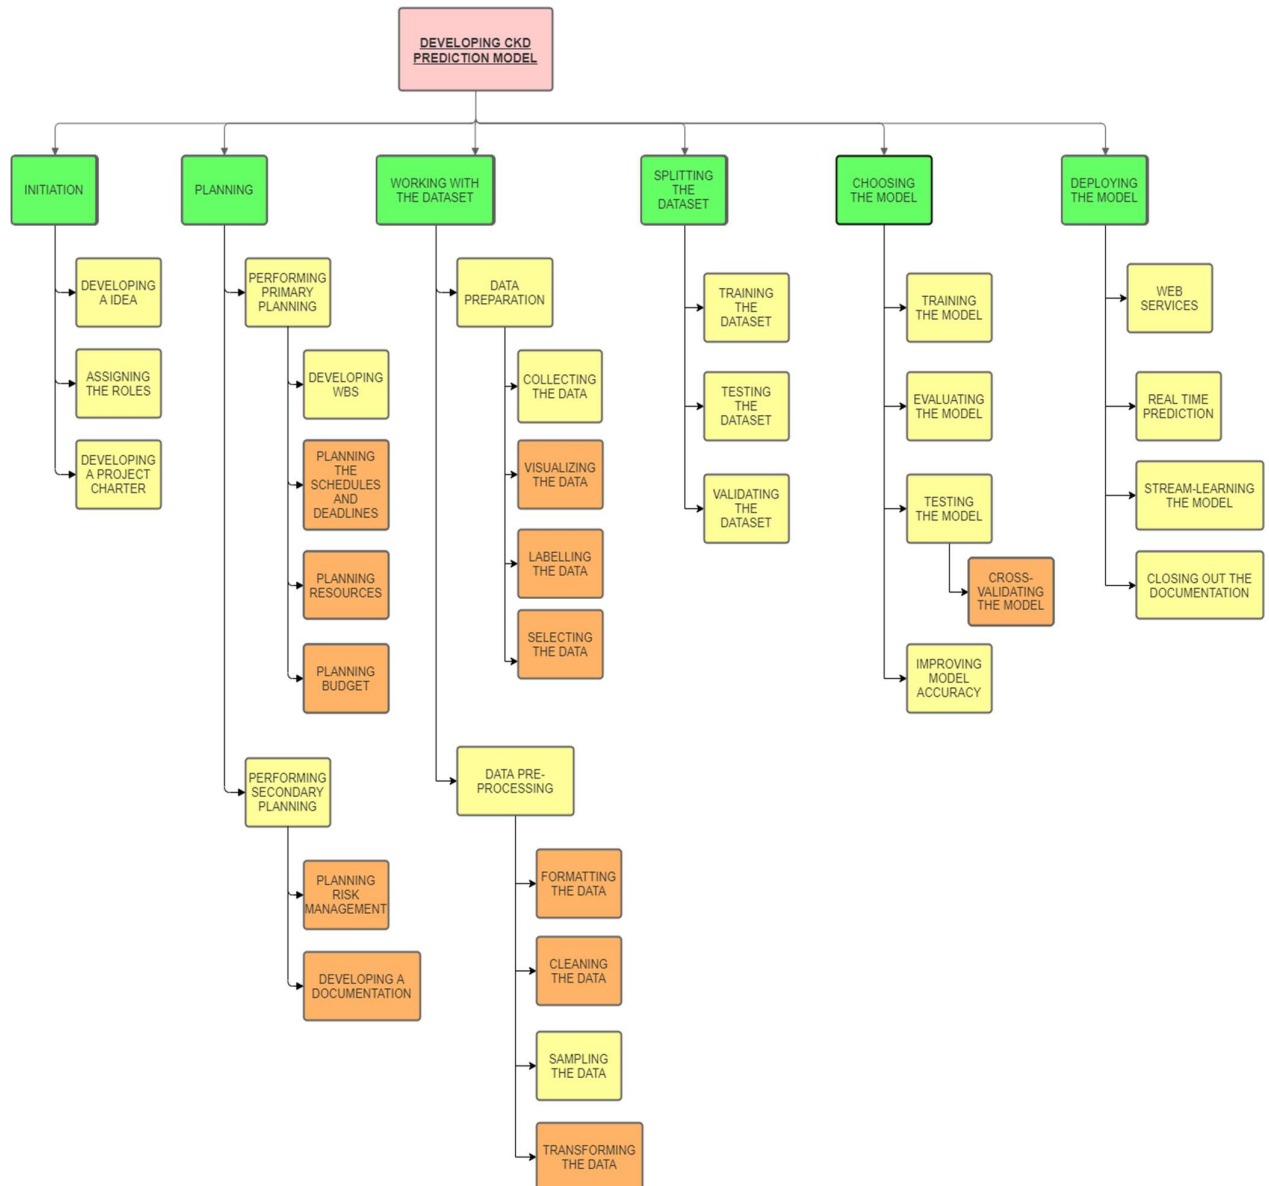 DEVELOPING CKD
PREDICTION MODEL
INITIATION
PLANNING
WORKING WITH
THE DATASET
SPLITTING
THE
DATASET
CHOOSING
THE MODEL
DEPLOYING
THE MODEL
DEVELOPING
A IDEA
ASSIGNING
THE ROLES
DEVELOPING
A PROJECT
CHARTER
PERFORMING
PRIMARY
PLANNING
DEVELOPING
WBS
PLANNING
THE
SCHEDULES
AND
DEADLINES
PLANNING
RESOURCES
PLANNING
BUDGET
PERFORMING
SECONDARY
PLANNING
PLANNING
RISK
MANAGEMENT
DEVELOPING A
DOCUMENTATION
DATA
PREPARATION
COLLECTING
THE DATA
VISUALIZING
THE DATA
LABELLING
THE DATA
SELECTING
THE DATA
DATA PRE-
PROCESSING
FORMATTING
THE DATA
CLEANING
THE DATA
SAMPLING
THE DATA
TRANSFORMING
THE DATA
TRAINING
THE
DATASET
TESTING
THE
DATASET
VALIDATING
THE
DATASET
TRAINING
THE MODEL
EVALUATING
THE MODEL
TESTING
THE MODEL
CROSS-
VALIDATING
THE MODEL
IMPROVING
MODEL
ACCURACY
WEB
SERVICES
REAL TIME
PREDICTION
STREAM-LEARNING
THE MODEL
CLOSING OUT THE
DOCUMENTATION